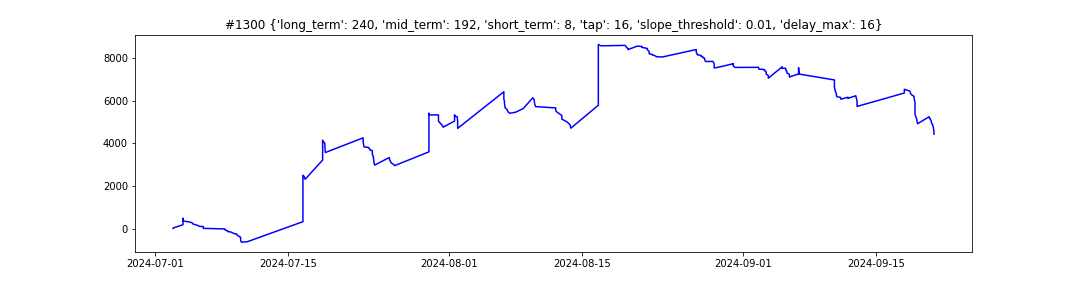 #1300 {'long_term': 240, 'mid_term': 192, 'short_term': 8, 'tap': 16, 'slope_threshold': 0.01, 'delay_max': 16}
8000
6000
4000
2000
0
2024-07-01 2024-07-15 2024-08-01 2024-08-15 2024-09-01 2024-09-15